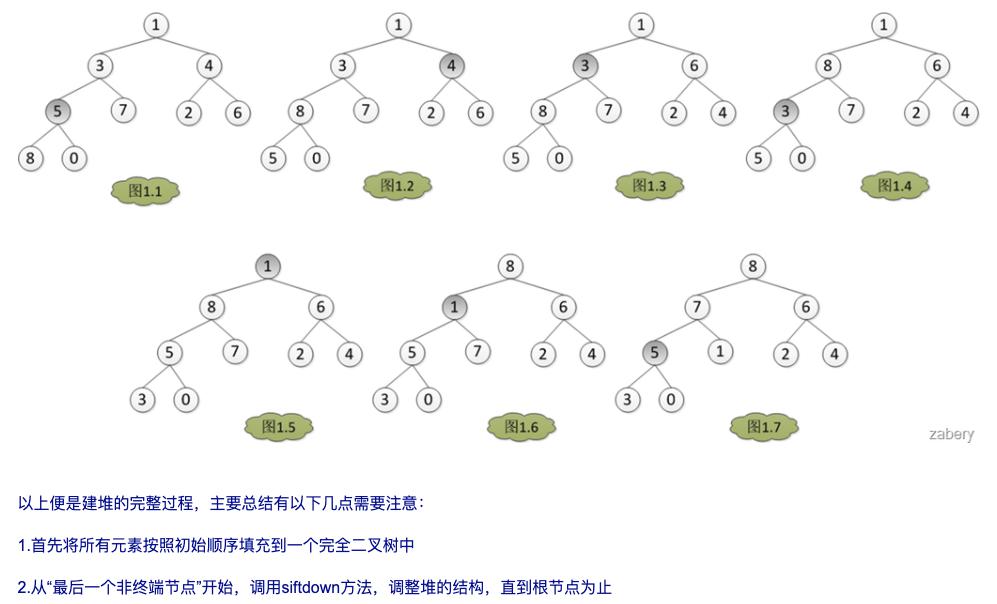 1 1 1 1
3 4 3 4 3 6 8 6
5 7 2 6 8 7 2 6 8 7 2 4 3 7 2 4
8 0 5 0 5 0 5 0
图1.1 图1.2 图1.3 图1.4
1 8 8
8 6 1 6 7 6
5 7 2 4 5 7 2 4 5 1 2 4
3 0 3 0 3 0
图1.5 图1.6 图1.7
zabery
以上便是建堆的完整过程，主要总结有以下几点需要注意：
1.首先将所有元素按照初始顺序填充到一个完全二叉树中
2.从“最后一个非终端节点”开始，调用siftdown方法，调整堆的结构，直到根节点为止